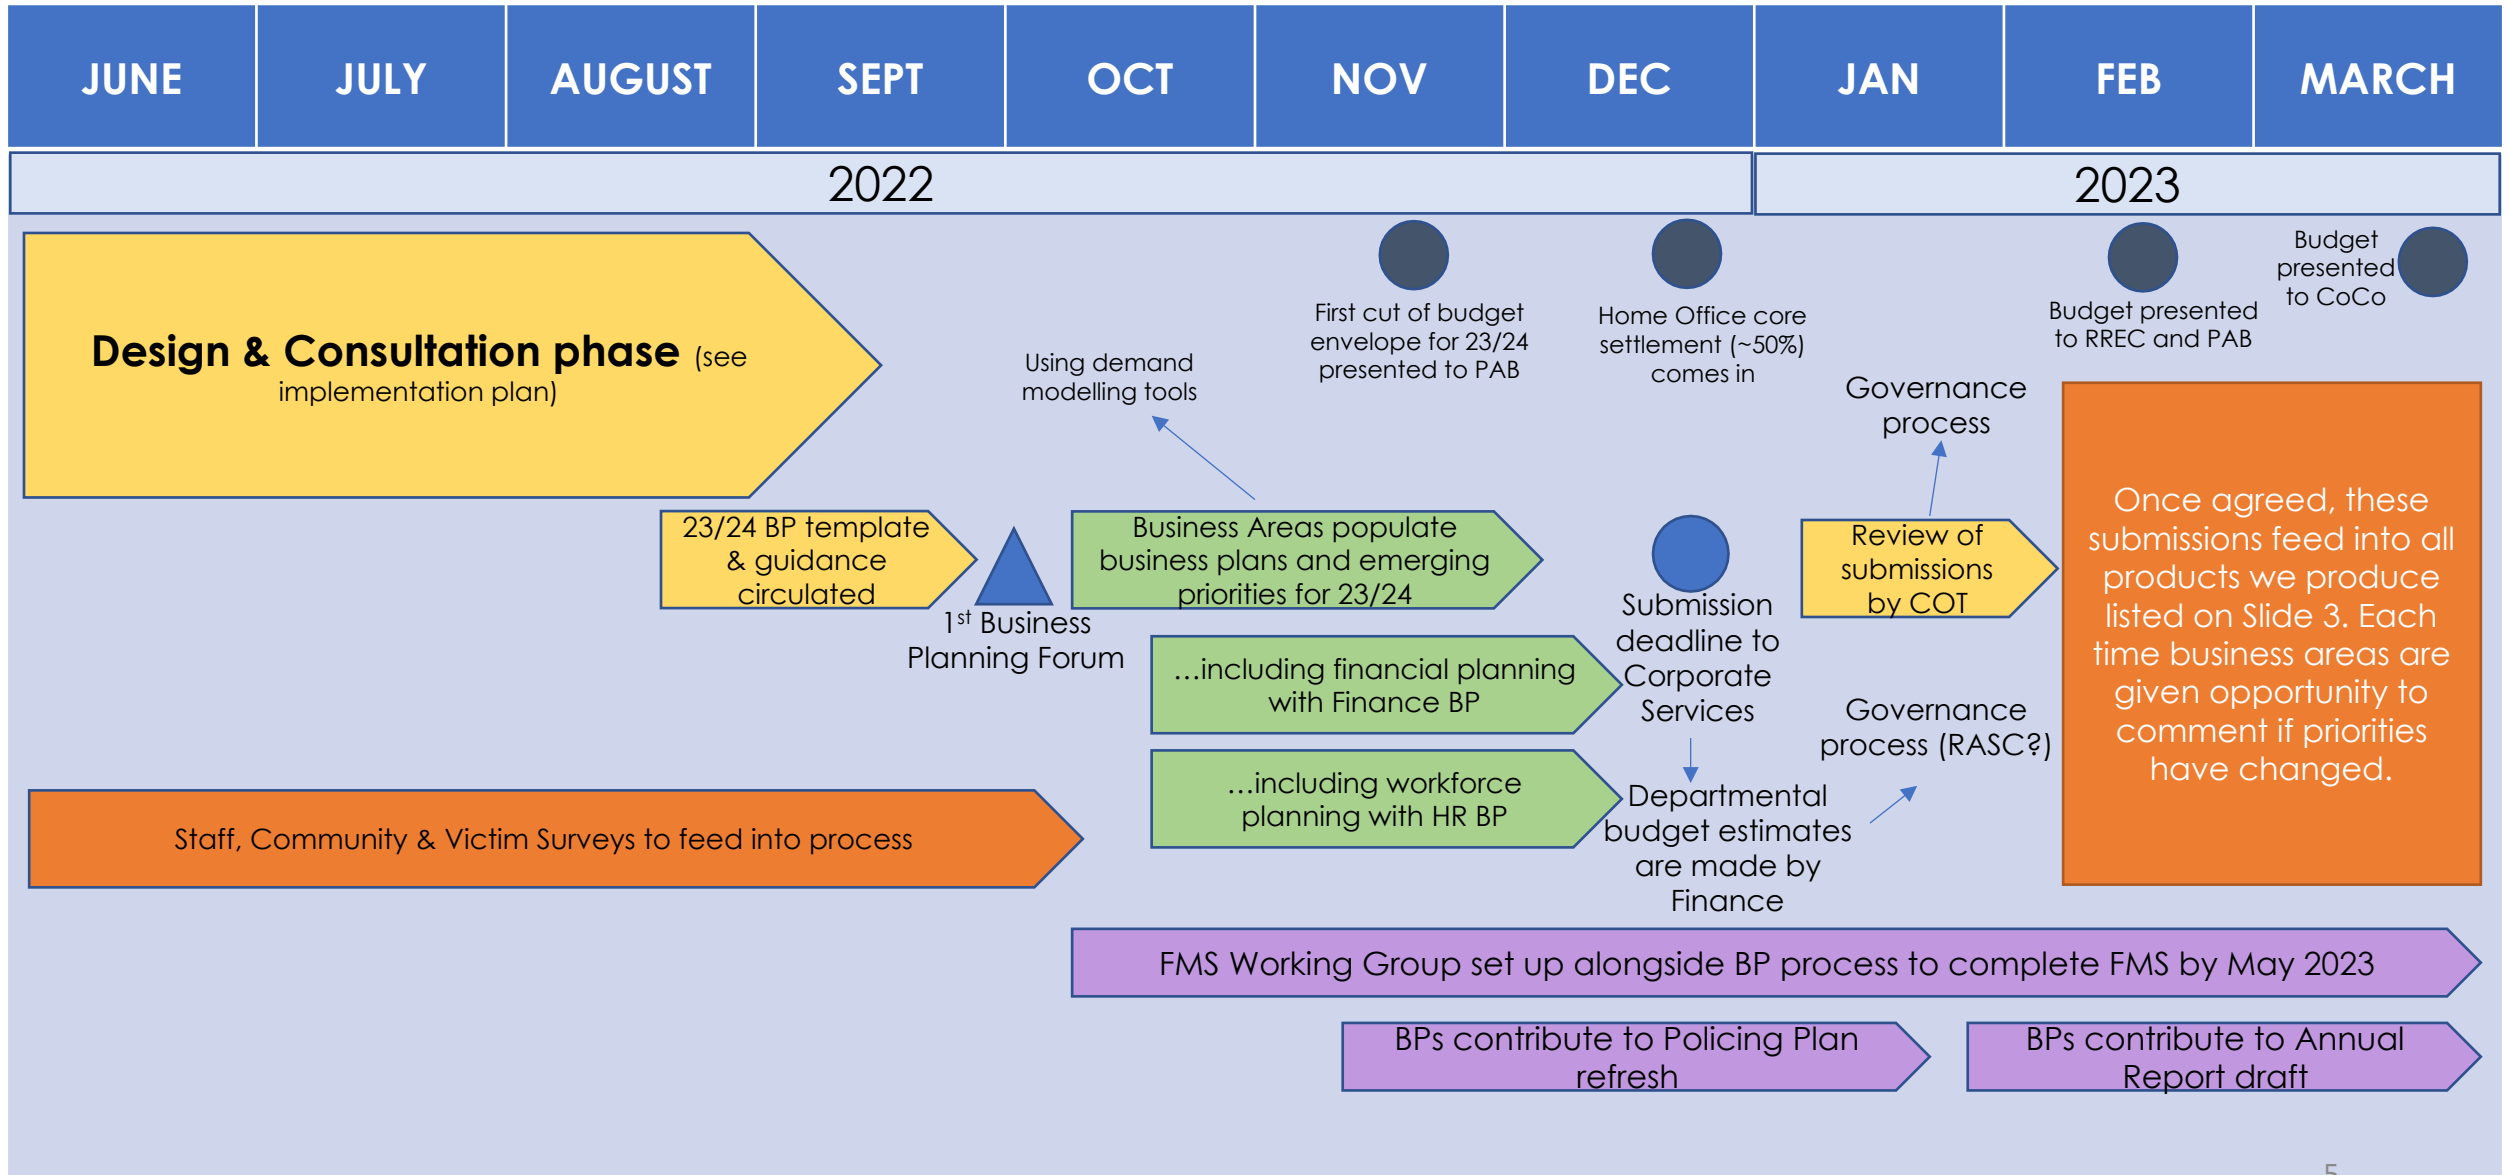 JUNE
JULY
AUGUST
SEPT
OCT
NOV
DEC
JAN
FEB
MARCH
2022
2023
Design & Consultation phase (see
implementation plan)
First cut of budget
envelope for 23/24
presented to PAB
Home Office core
settlement (~50%)
comes in
Budget presented
to RREC and PAB
Budget
presented
to CoCo
Using demand
modelling tools
Governance
process
23/24 BP template
& guidance
circulated
1st Business
Planning Forum
Business Areas populate
business plans and emerging
priorities for 23/24
Submission
deadline to
Corporate
Services
Review of
submissions
by COT
Once agreed, these
submissions feed into all
products we produce
listed on Slide 3. Each
time business areas are
given opportunity to
comment if priorities
have changed.
…including financial planning
with Finance BP
Governance
process (RASC?)
…including workforce
planning with HR BP
Departmental
budget estimates
are made by
Finance
Staff, Community & Victim Surveys to feed into process
FMS Working Group set up alongside BP process to complete FMS by May 2023
BPs contribute to Policing Plan
refresh
BPs contribute to Annual
Report draft
5